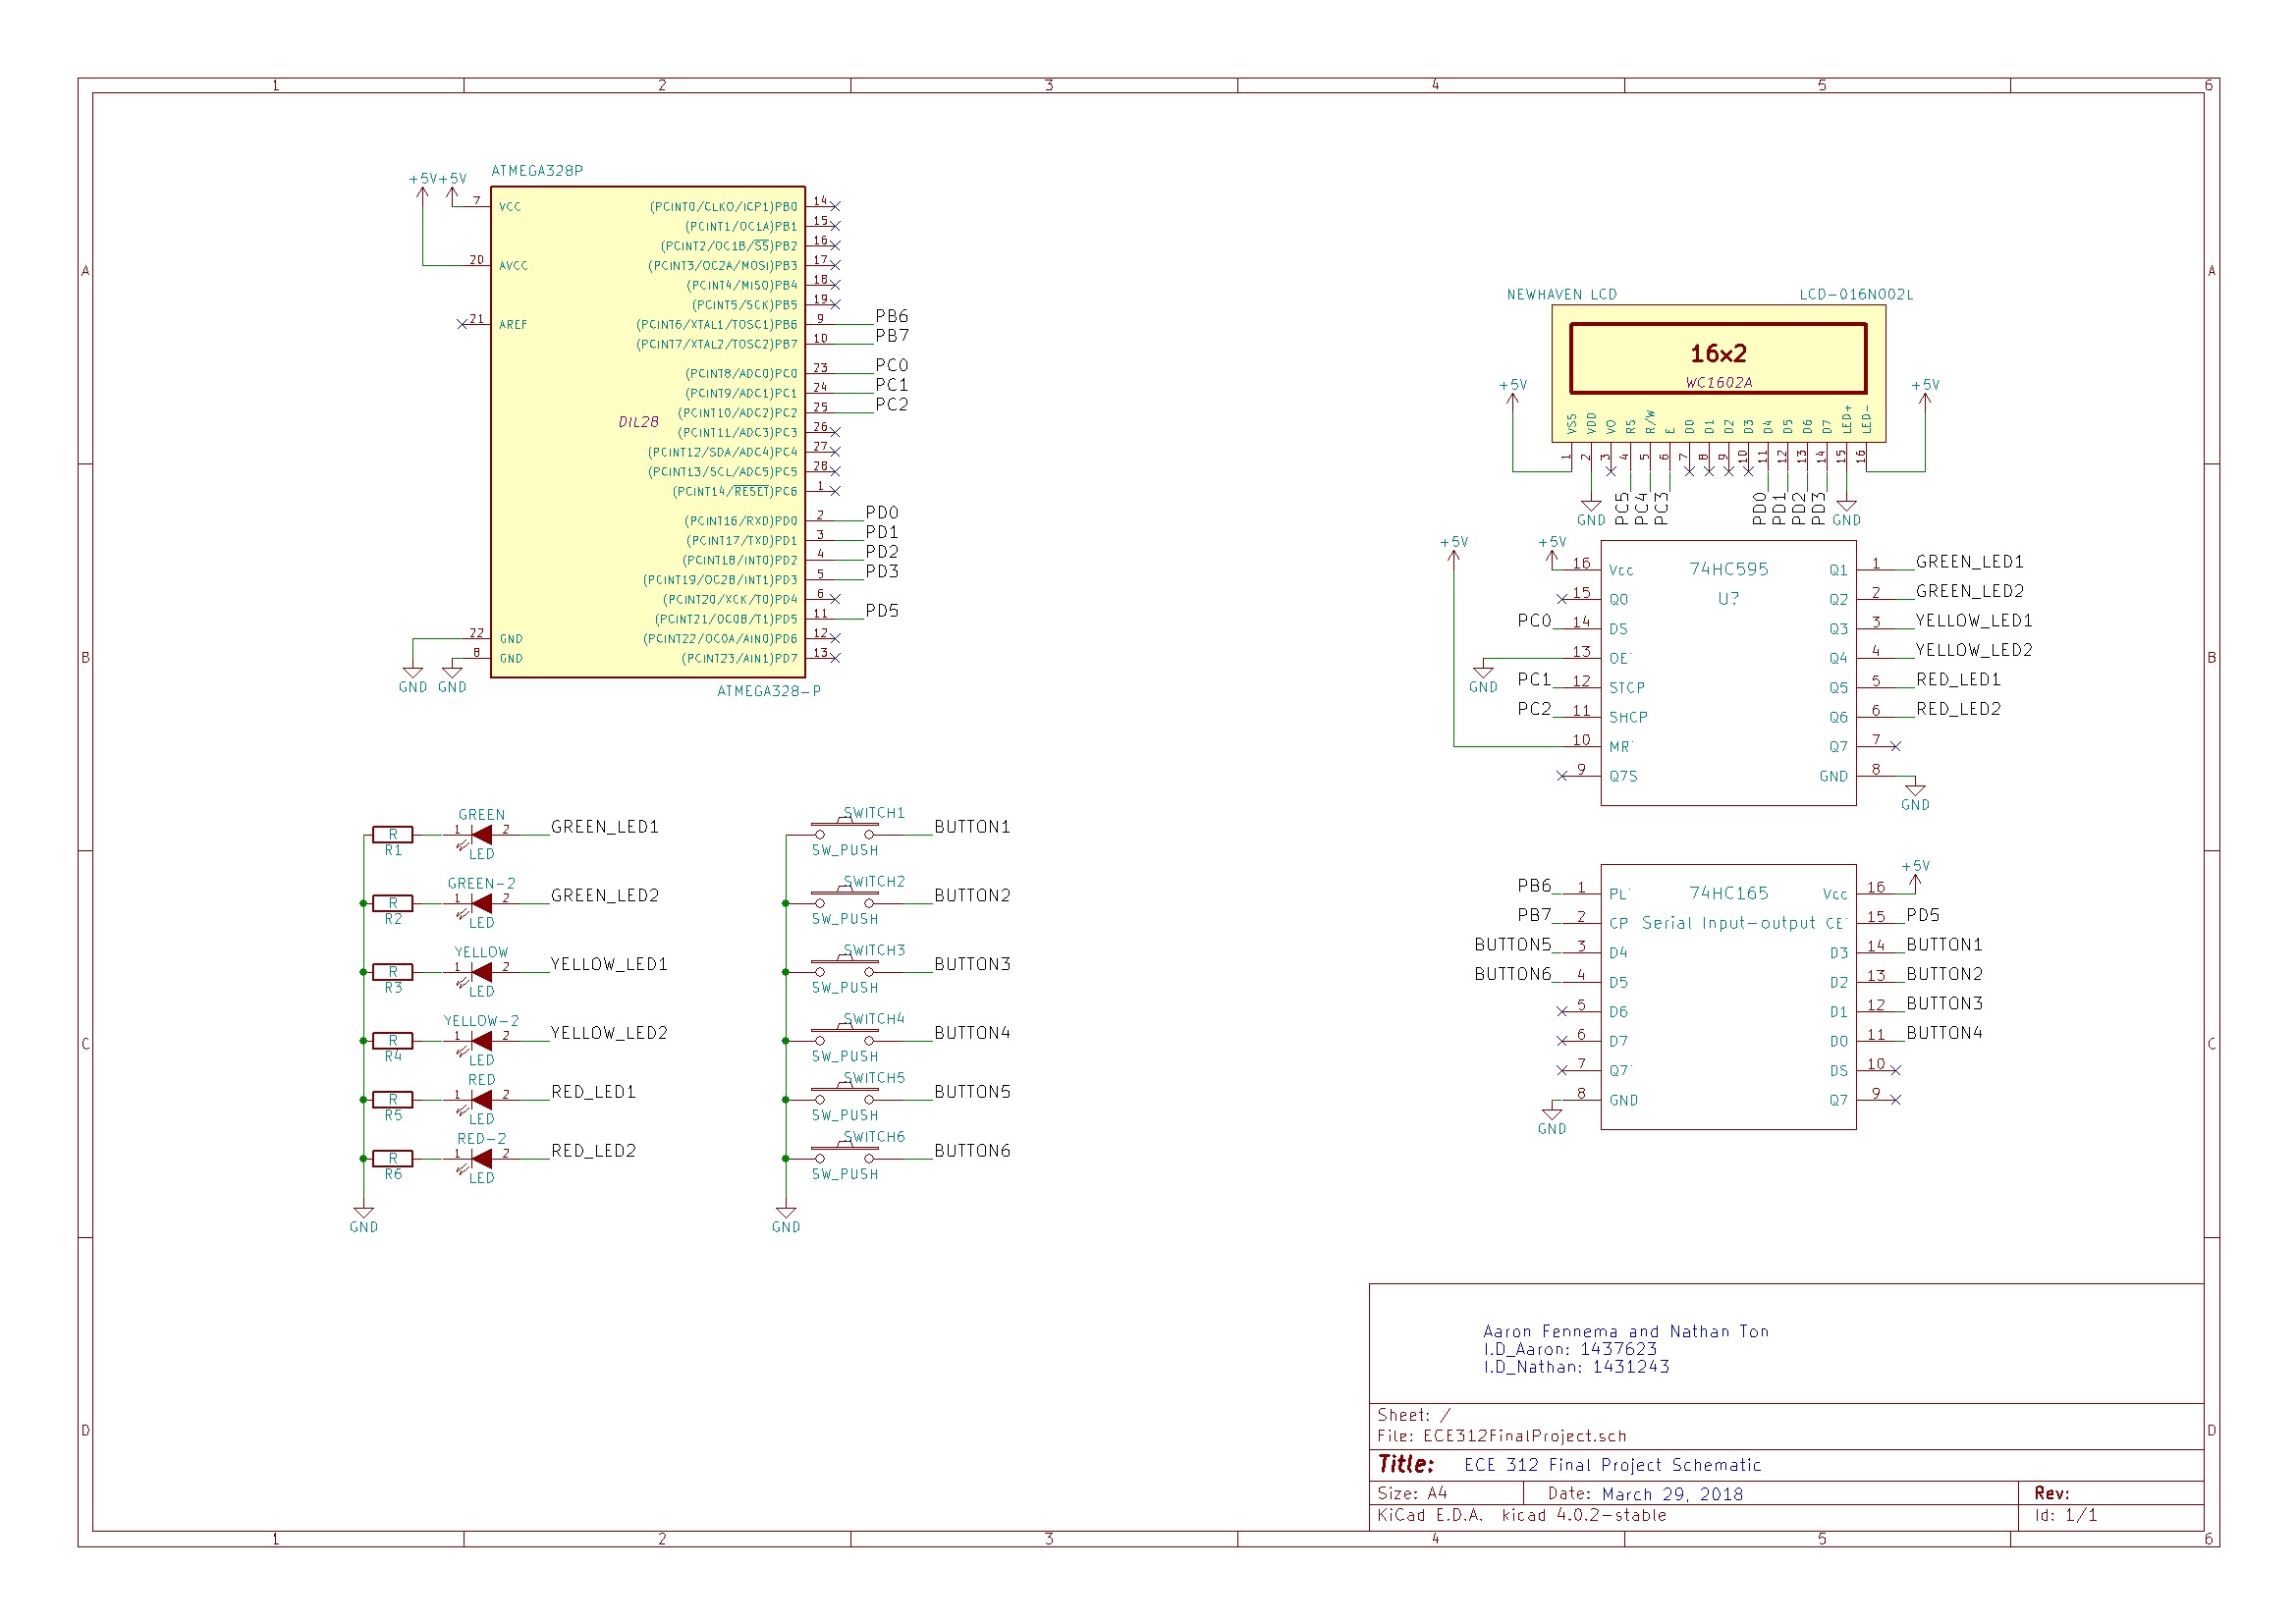 1 2 3 4 5 6
A
B
C
D
A
B
C
D
ATMEGA328P
+5V +5V
7 VCC
20 AVCC
21 AREF
22 GND
8 GND
GND GND
DIL28
(PCINT0/CLKO/ICP1)PB0 14
(PCINT1/OC1A)PB1 15
(PCINT2/OC1B/SS)PB2 16
(PCINT3/OC2A/MOSI)PB3 17
(PCINT4/MISO)PB4 18
(PCINT5/SCK)PB5 19
(PCINT6/XTAL1/TOSC1)PB6 9 PB6
(PCINT7/XTAL2/TOSC2)PB7 10 PB7
(PCINT8/ADC0)PC0 23 PC0
(PCINT9/ADC1)PC1 24 PC1
(PCINT10/ADC2)PC2 25 PC2
(PCINT11/ADC3)PC3 26
(PCINT12/SDA/ADC4)PC4 27
(PCINT13/SCL/ADC5)PC5 28
(PCINT14/RESET)PC6 1
(PCINT16/RXD)PD0 2 PD0
(PCINT17/TXD)PD1 3 PD1
(PCINT18/INT0)PD2 4 PD2
(PCINT19/OC2B/INT1)PD3 5 PD3
(PCINT20/XCK/T0)PD4 6
(PCINT21/OC0B/T1)PD5 11 PD5
(PCINT22/OC0A/AIN0)PD6 12
(PCINT23/AIN1)PD7 13
ATMEGA328-P
NEWHAVEN LCD LCD-016N002L
16x2
WC1602A
+5V +5V
VSS VDD VO RS R/W E D0 D1 D2 D3 D4 D5 D6 D7 LED+ LED-
1 2 3 4 5 6 7 8 9 10 11 12 13 14 15 16
GND PC5 PC4 PC3 PD0 PD1 PD2 PD3 GND
+5V +5V
74HC595
U?
16 Vcc Q1 1 GREEN_LED1
15 Q0 Q2 2 GREEN_LED2
PC0 14 DS Q3 3 YELLOW_LED1
13 OE' Q4 4 YELLOW_LED2
GND
PC1 12 STCP Q5 5 RED_LED1
PC2 11 SHCP Q6 6 RED_LED2
10 MR' Q7 7
9 Q7S GND 8
GND
+5V
74HC165
Serial Input-output
PB6 1 PL' Vcc 16
PB7 2 CP CE' 15 PD5
BUTTON5 3 D4 D3 14 BUTTON1
BUTTON6 4 D5 D2 13 BUTTON2
5 D6 D1 12 BUTTON3
6 D7 D0 11 BUTTON4
7 Q7' DS 10
8 GND Q7 9
GND
GREEN
R 1 2 GREEN_LED1
R1 LED
GREEN-2
R 1 2 GREEN_LED2
R2 LED
YELLOW
R 1 2 YELLOW_LED1
R3 LED
YELLOW-2
R 1 2 YELLOW_LED2
R4 LED
RED
R 1 2 RED_LED1
R5 LED
RED-2
R 1 2 RED_LED2
R6 LED
GND
SWITCH1
BUTTON1
SW_PUSH
SWITCH2
BUTTON2
SW_PUSH
SWITCH3
BUTTON3
SW_PUSH
SWITCH4
BUTTON4
SW_PUSH
SWITCH5
BUTTON5
SW_PUSH
SWITCH6
BUTTON6
SW_PUSH
GND
Aaron Fennema and Nathan Ton
I.D_Aaron: 1437623
I.D_Nathan: 1431243
Sheet: /
File: ECE312FinalProject.sch
Title: ECE 312 Final Project Schematic
Size: A4 Date: March 29, 2018 Rev:
KiCad E.D.A. kicad 4.0.2-stable Id: 1/1
1 2 3 4 5 6